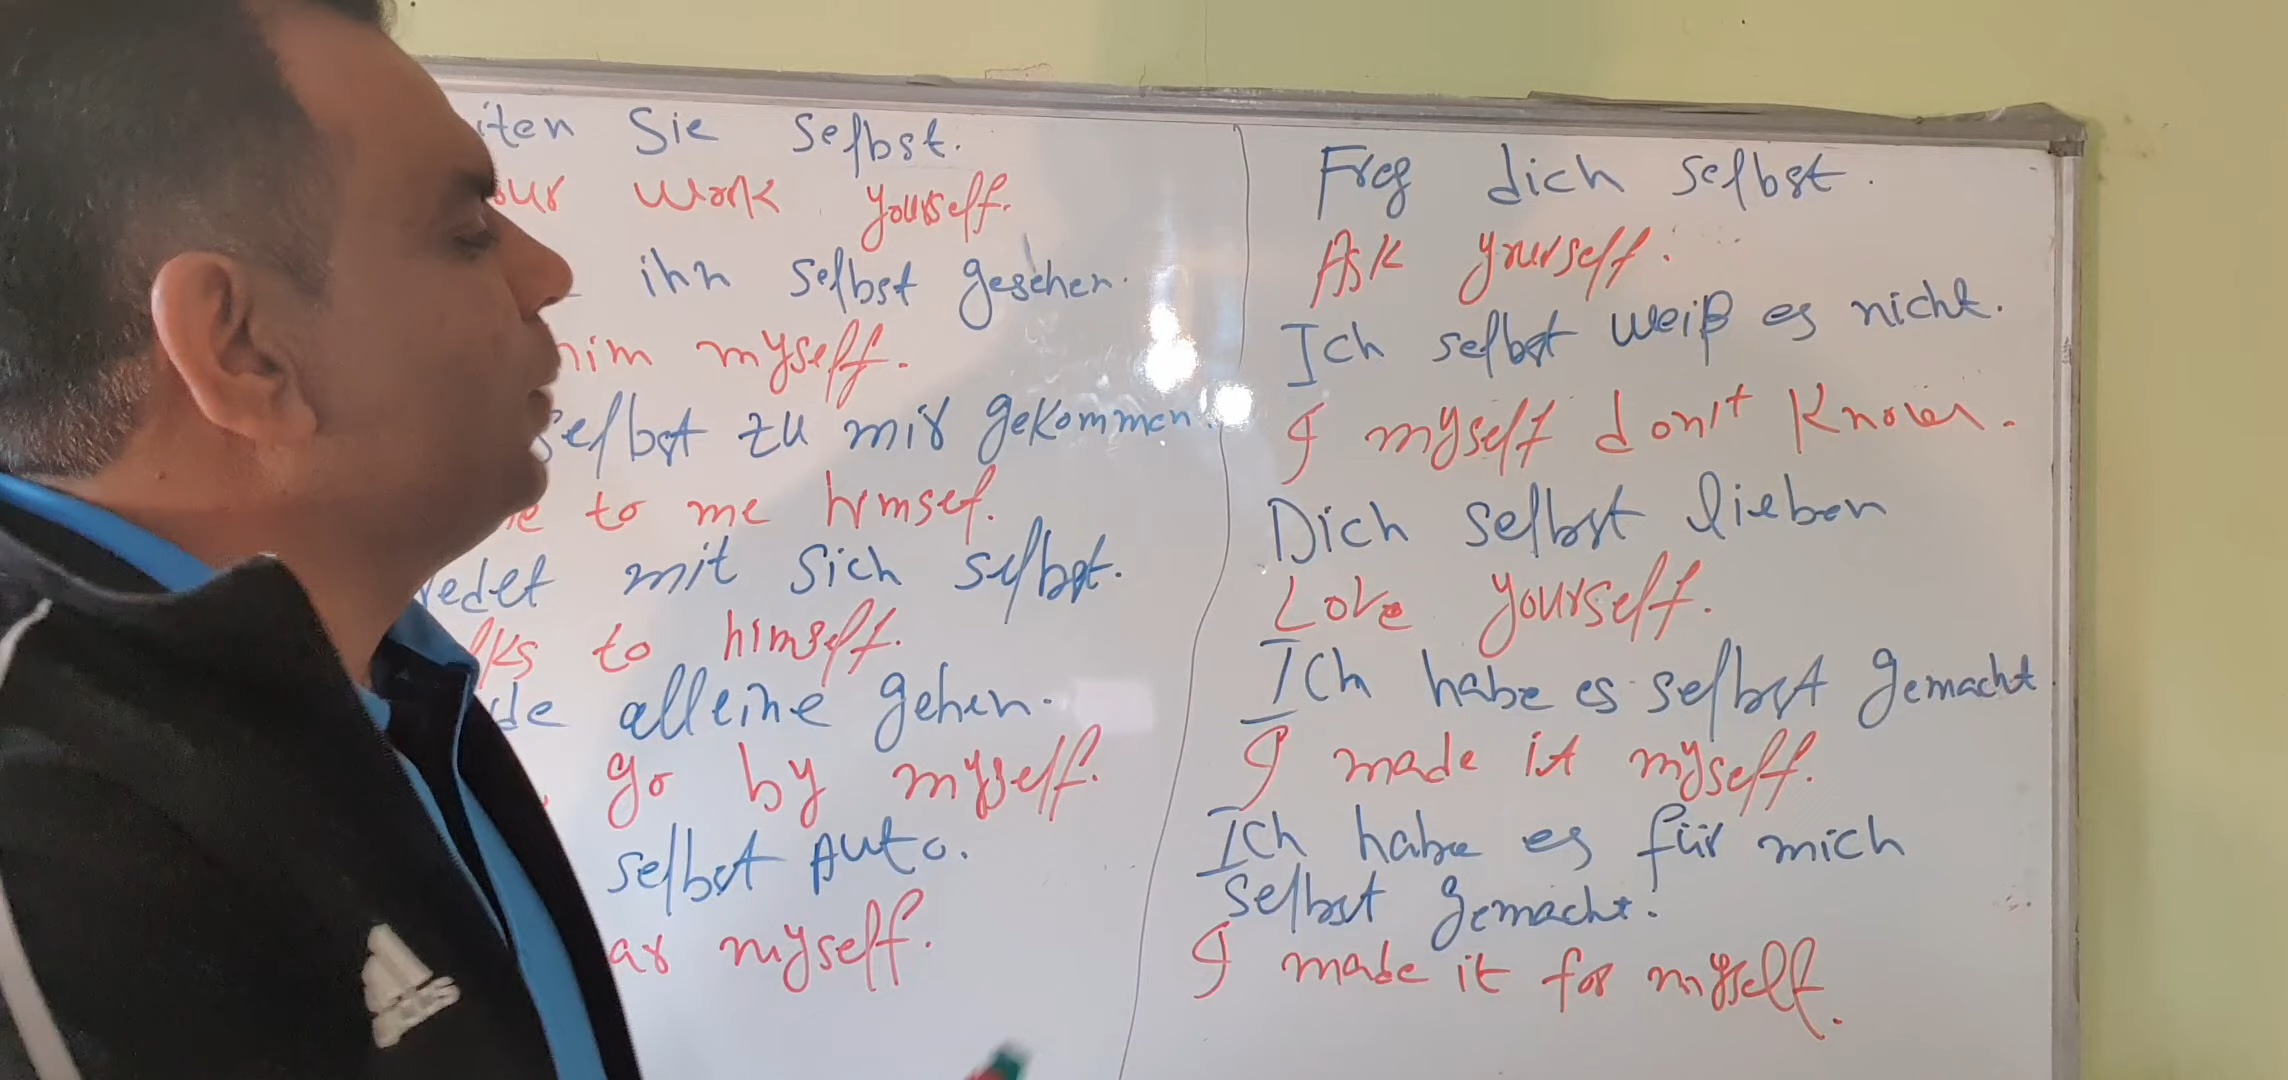 iten Sie selbst.
our work yourself.
ihn selbst gesehen.
him myself.
selbst zu mir gekommen.
to me himsef.
redet mit sich selbst.
lks to himself.
de alleine gehen.
go by myself.
selbst Auto.
ar myself.
Frag dich selbst.
Ask yourself.
Ich selbst weiß es nicht.
I myself don't know.
Dich selbst lieben
Love yourself.
Ich habe es selbst gemacht
I made it myself.
Ich habe es für mich
selbst gemacht.
I made it for myself.